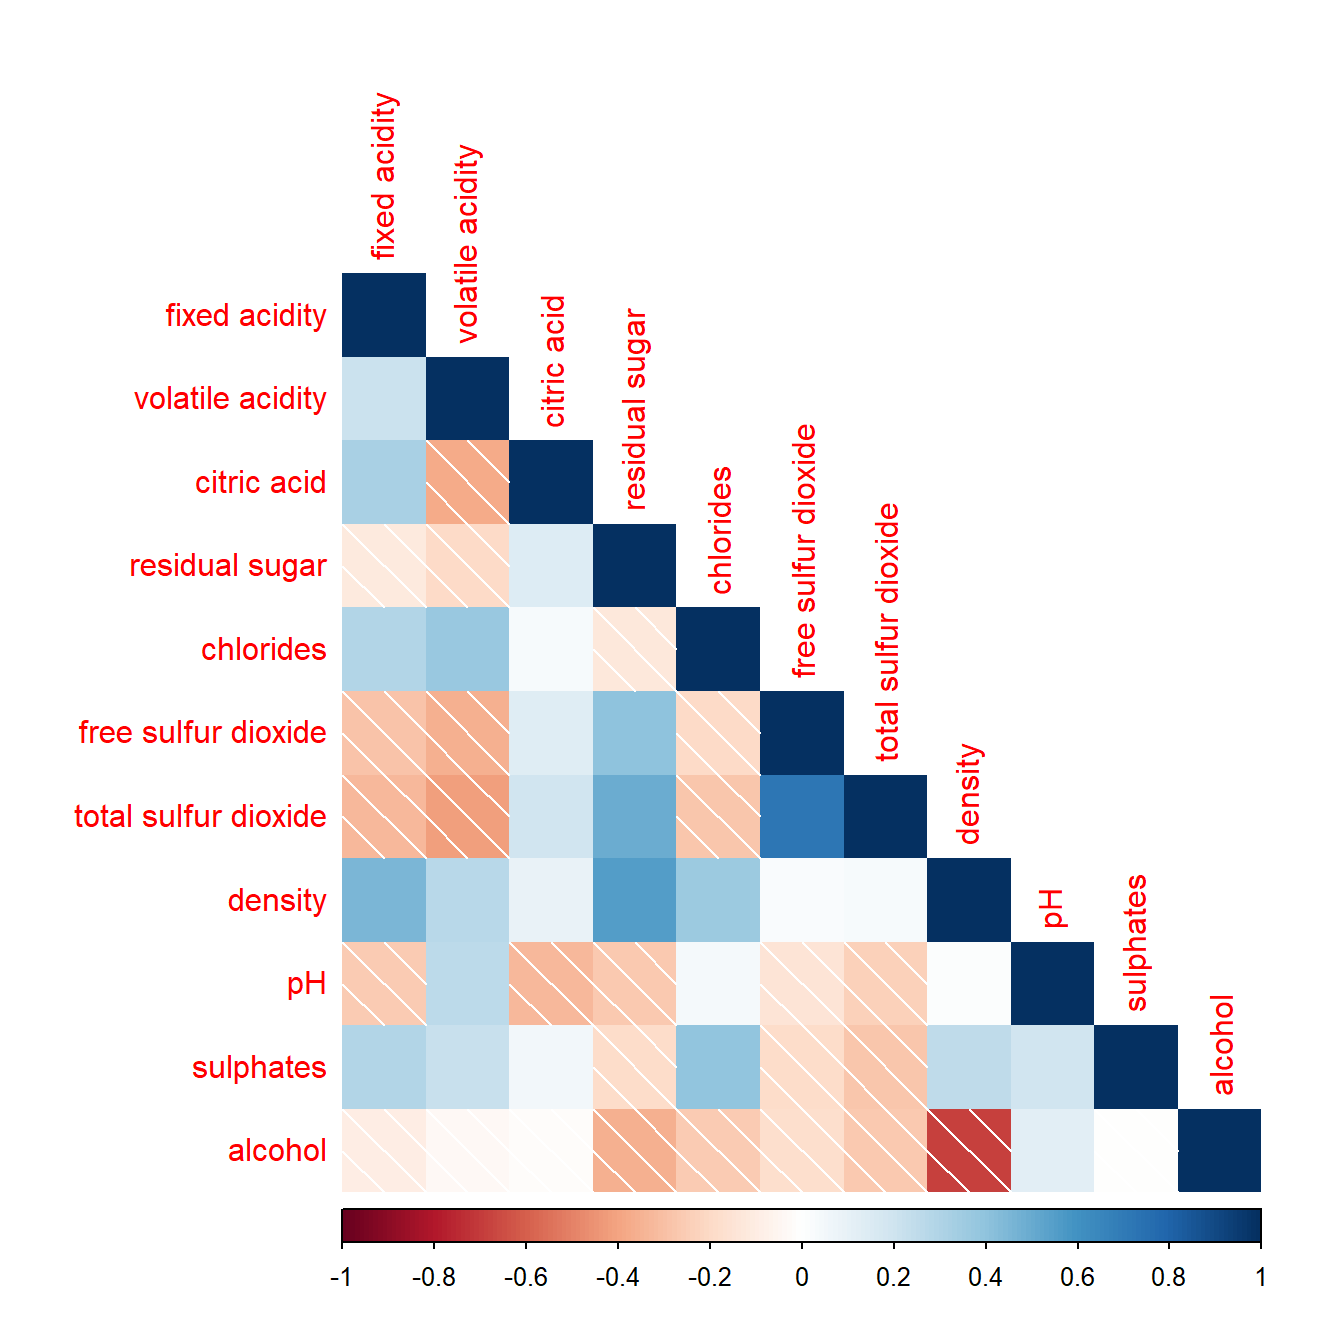 fixed acidity
volatile acidity
citric acid
residual sugar
chlorides
free sulfur dioxide
total sulfur dioxide
density
pH
sulphates
alcohol
fixed acidity
volatile acidity
citric acid
residual sugar
chlorides
free sulfur dioxide
total sulfur dioxide
density
pH
sulphates
alcohol
-1 -0.8 -0.6 -0.4 -0.2 0 0.2 0.4 0.6 0.8 1